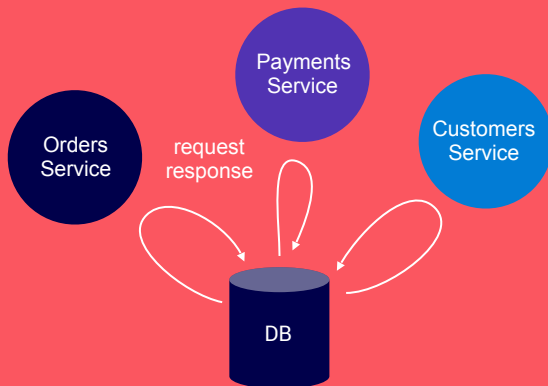 Payments
Service
Orders
Service
request
response
Customers
Service
DB